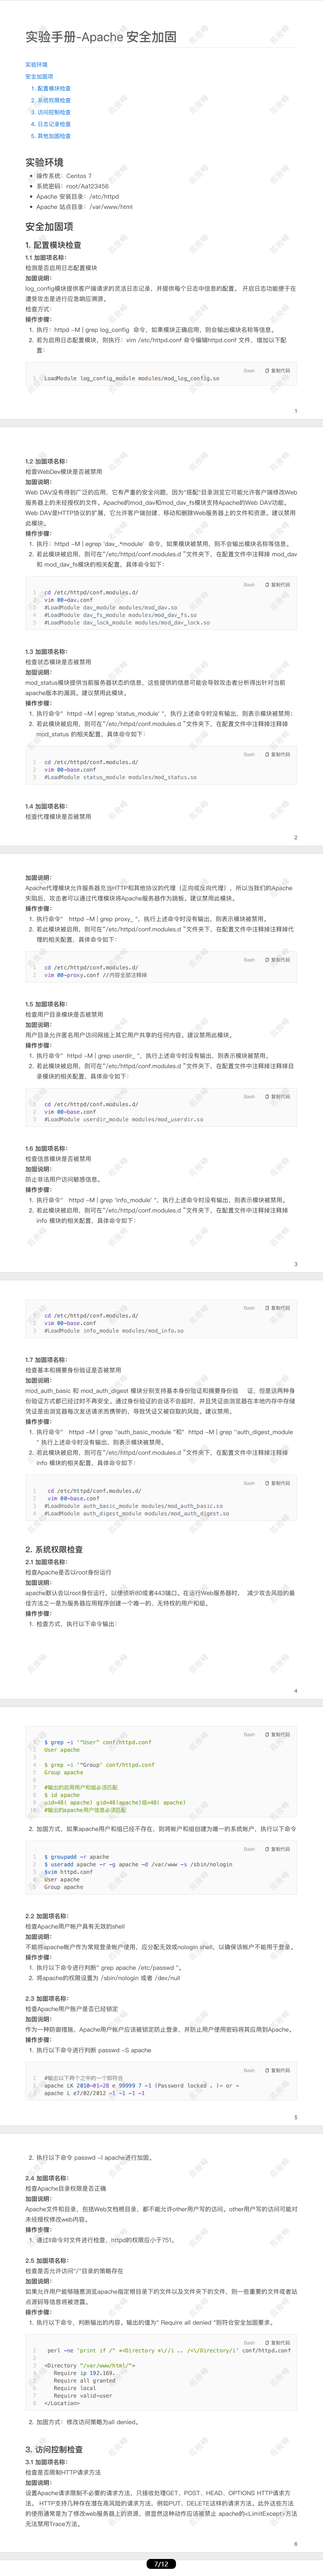 实验手册-Apache 安全加固
实验环境
安全加固项
1. 配置模块检查
2. 系统权限检查
3. 访问控制检查
4. 日志记录检查
5. 其他加固检查
实验环境
操作系统：Centos 7
系统密码：root/Aa123456
Apache 安装目录：/etc/httpd
Apache 站点目录：/var/www/html
安全加固项
1. 配置模块检查
1.1 加固项名称：
检测是否启用日志配置模块
加固说明：
log_config模块提供客户端请求的灵活日志记录，并提供每个日志中信息的配置。 开启日志功能便于在
遭受攻击是进行应急响应溯源。
检查方式：
操作步骤：
1. 执行：httpd -M | grep log_config  命令，如果模块正确启用，则会输出模块名称等信息。
2. 若为启用日志配置模块，则执行：vim /etc/httpd.conf 命令编辑httpd.conf 文件，增加以下配
置：
Bash 复制代码
1 LoadModule log_config_module modules/mod_log_config.so
1
1.2 加固项名称：
检查WebDev模块是否被禁用
加固说明：
Web DAV没有得到广泛的应用，它有严重的安全问题，因为"搭配"目录浏览它可能允许客户端修改Web
服务器上的未经授权的文件。Apache的mod_dav和mod_dav_fs模块支持Apache的Web DAV功能。
Web DAV是HTTP协议的扩展，它允许客户端创建、移动和删除Web服务器上的文件和资源。建议禁用
此模块。
操作步骤：
1. 执行：httpd -M | egrep 'dav_*module'  命令，如果模块被禁用，则不会输出模块名称等信息。
2. 若此模块被启用，则可在"/etc/httpd/conf.modules.d "文件夹下，在配置文件中注释掉 mod_dav
和 mod_dav_fs模块的相关配置，具体命令如下：
Bash 复制代码
1 cd /etc/httpd/conf.modules.d/
2 vim 00-dav.conf
3 #LoadModule dav_module modules/mod_dav.so
4 #LoadModule dav_fs_module modules/mod_dav_fs.so
5 #LoadModule dav_lock_module modules/mod_dav_lock.so
1.3 加固项名称：
检查状态模块是否被禁用
加固说明：
mod_status模块提供当前服务器状态的信息，这些提供的信息可能会导致攻击者分析得出针对当前
apache版本的漏洞。建议禁用此模块。
操作步骤：
1. 执行命令"  httpd -M | egrep 'status_module' "，执行上述命令时没有输出，则表示模块被禁用；
2. 若此模块被启用，则可在"/etc/httpd/conf.modules.d "文件夹下，在配置文件中注释掉注释掉
mod_status 的相关配置，具体命令如下：
Bash 复制代码
1 cd /etc/httpd/conf.modules.d/
2 vim 00-base.conf
3 #LoadModule status_module modules/mod_status.so
1.4 加固项名称：
检查代理模块是否被禁用
2
加固说明：
Apache代理模块允许服务器充当HTTP和其他协议的代理（正向或反向代理），所以当我们的Apache
失陷后，攻击者可以通过代理模块将Apache服务器作为跳板。建议禁用此模块。
操作步骤：
1. 执行命令"   httpd -M | grep proxy_ "，执行上述命令时没有输出，则表示模块被禁用。
2. 若此模块被启用，则可在"/etc/httpd/conf.modules.d "文件夹下，在配置文件中注释掉注释掉代
理的相关配置，具体命令如下：
Bash 复制代码
1 cd /etc/httpd/conf.modules.d/
2 vim 00-proxy.conf //内容全部注释掉
1.5 加固项名称：
检查用户目录模块是否被禁用
加固说明：
用户目录允许匿名用户访问网络上其它用户共享的任何内容。建议禁用此模块。
操作步骤：
1. 执行命令"  httpd -M | grep userdir_ "，执行上述命令时没有输出，则表示模块被禁用。
2. 若此模块被启用，则可在"/etc/httpd/conf.modules.d "文件夹下，在配置文件中注释掉注释掉目
录模块的相关配置，具体命令如下：
Bash 复制代码
1 cd /etc/httpd/conf.modules.d/
2 vim 00-base.conf
3 #LoadModule userdir_module modules/mod_userdir.so
1.6 加固项名称：
检查信息模块是否被禁用
加固说明：
防止非法用户访问敏感信息。
操作步骤：
1. 执行命令"   httpd -M | grep 'info_module' "，执行上述命令时没有输出，则表示模块被禁用。
2. 若此模块被启用，则可在"/etc/httpd/conf.modules.d "文件夹下，在配置文件中注释掉注释掉
info 模块的相关配置，具体命令如下：
3
Bash 复制代码
1 cd /etc/httpd/conf.modules.d/
2 vim 00-base.conf
3 #LoadModule info_module modules/mod_info.so
1.7 加固项名称：
检查基本和摘要身份验证是否被禁用
加固说明：
mod_auth_basic 和 mod_auth_digest 模块分别支持基本身份验证和摘要身份验    证，但是这两种身
份验证方式都已经过时不再安全。通过身份验证的会话不会超时，并且凭证由浏览器在本地内存中存储
凭证是由浏览器每次发送请求而携带的，导致凭证又被窃取的风险。建议禁用。
操作步骤：
1. 执行命令"   httpd -M | grep ''auth_basic_module "和"  httpd -M | grep ''auth_digest_module
" 执行上述命令时没有输出，则表示模块被禁用。
2. 若此模块被启用，则可在"/etc/httpd/conf.modules.d "文件夹下，在配置文件中注释掉注释掉
info 模块的相关配置，具体命令如下：
Bash 复制代码
1 cd /etc/httpd/conf.modules.d/
2 vim 00-base.conf
3 #LoadModule auth_basic_module modules/mod_auth_basic.so
4 #LoadModule auth_digest_module modules/mod_auth_digest.so
2. 系统权限检查
2.1 加固项名称：
检查Apache是否以root身份运行
加固说明：
apache默认会以root身份运行，以便侦听80或者443端口。在运行Web服务器时，  减少攻击风险的最
佳方法之一是为服务器应用程序创建一个唯一的、无特权的用户和组。
操作步骤：
1. 检查方式，执行以下命令输出：
4
Bash 复制代码
1 $ grep -i '^User" conf/httpd.conf
2 User apache
3
4 $ grep -i '^Group' conf/httpd.conf
5 Group apache
6
7 #输出的启用用户和组必须匹配
8 $ id apache
9 uid=48( apache) gid=48(apache)组=48( apache)
10 #输出的apache用户信息必须匹配
2. 加固方式，如果apache用户和组已经不存在，则将帐户和组创建为唯一的系统帐户，执行以下命令
Bash 复制代码
1 $ groupadd -r apache
2 $ useradd apache -r -g apache -d /var/www -s /sbin/nologin
3 $vim httpd.conf
4 User apache
5 Group apache
2.2 加固项名称：
检查Apache用户帐户具有无效的shell
加固说明：
不能将apache帐户作为常规登录帐户使用，应分配无效或nologin shell，以确保该帐户不能用于登录。
操作步骤：
1. 执行以下命令进行判断" grep apache /etc/passwd "。
2. 将apache的权限设置为 /sbin/nologin 或者 /dev/null
2.3 加固项名称：
检查Apache用户账户是否已经锁定
加固说明：
作为一种防御措施，Apache用户帐户应该被锁定防止登录，并防止用户使用密码将其应用到Apache。
操作步骤：
1. 执行以下命令进行判断 passwd -S apache
Bash 复制代码
1 #输出以下两个之中的一个即符合
2 apache LK 2010-01-28 e 99999 7 -1 (Password locked . )- or -
3 apache L e7/02/2012 -1 -1 -1 -1
5
2. 执行以下命令 passwd -l apache进行加固。
2.4 加固项名称：
检查Apache目录权限是否正确
加固说明：
Apache文件和目录，包括Web文档根目录，都不能允许other用户写的访问。other用户写的访问可能对
未经授权修改web内容。
操作步骤：
1. 通过ll命令对文件进行检查，httpd的权限应小于751。
2.5 加固项名称：
检查是否允许访问"/"目录的策略存在
加固说明：
如果允许用户能够随意浏览apache指定根目录下的文件以及文件夹下的文件，则一些重要的文件或者站
点源码等信息将被泄露。
操作步骤：
1. 执行以下命令，判断输出的内容。输出的值为" Require all denied "则符合安全加固要求。
Bash 复制代码
1 perl -ne 'print if /^ *<Directory *\//i .. /<\/Directory/i' conf/httpd.conf
2
3 <Directory "/var/www/html/">
4 Require ip 192.169.
5 Require all granted
6 Require local
7 Require valid-user
8 </Location>
2. 加固方式：修改访问策略为all denied。
3. 访问控制检查
3.1 加固项名称：
检查是否限制HTTP请求方法
加固说明：
设置Apache请求限制不必要的请求方法，只接收处理GET、POST、HEAD、OPTIONS HTTP请求方
法。 HTTP支持几种存在潜在高风险的请求方法，例如PUT、DELETE这样的请求方法。此外这些方法
的使用通常是为了修改web服务器上的资源，很显然这种动作应该被禁止 apache的<LimitExcept>方法
无法禁用Trace方法。
6
7/12